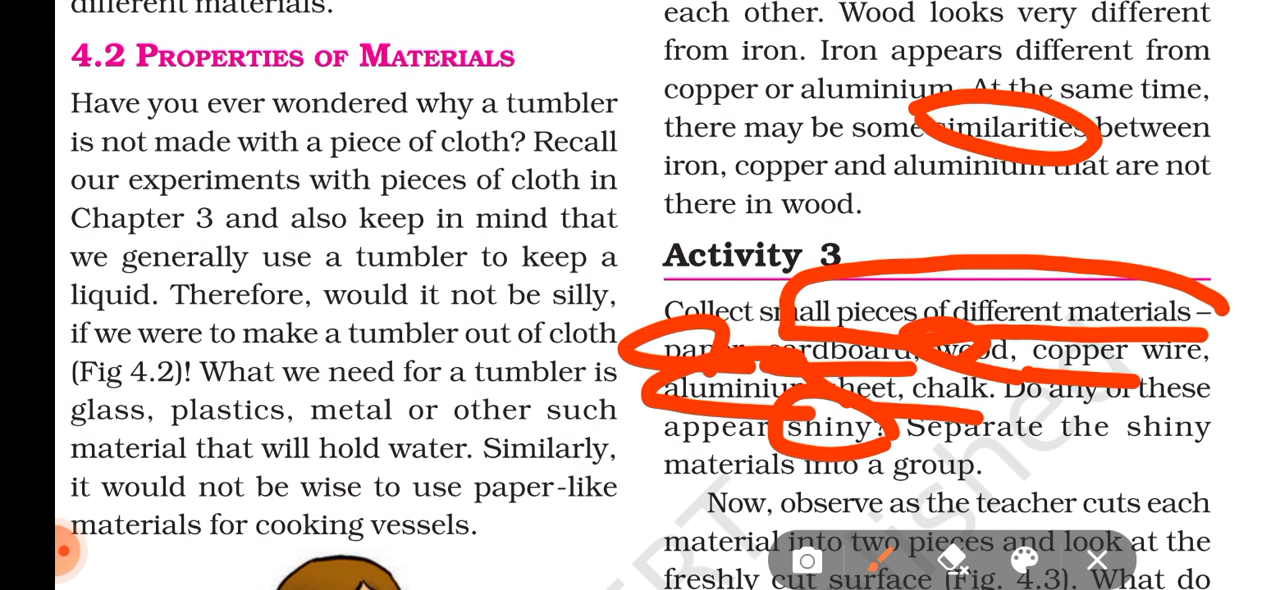 different materials.
4.2 PROPERTIES OF MATERIALS
Have you ever wondered why a tumbler
is not made with a piece of cloth? Recall
our experiments with pieces of cloth in
Chapter 3 and also keep in mind that
we generally use a tumbler to keep a
liquid. Therefore, would it not be silly,
if we were to make a tumbler out of cloth
(Fig 4.2)! What we need for a tumbler is
glass, plastics, metal or other such
material that will hold water. Similarly,
it would not be wise to use paper-like
materials for cooking vessels.
each other. Wood looks very different
from iron. Iron appears different from
copper or aluminium. At the same time,
there may be some similarities between
iron, copper and aluminium that are not
there in wood.
Activity 3
Collect small pieces of different materials –
paper, cardboard, wood, copper wire,
aluminium sheet, chalk. Do any of these
appear shiny? Separate the shiny
materials into a group.
Now, observe as the teacher cuts each
material into two pieces and look at the
freshly cut surface (Fig. 4.3). What do